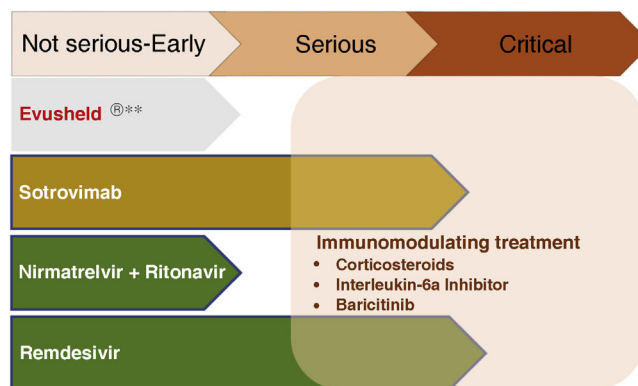 Not serious-Early
Serious
Critical
Evusheld ®**
Sotrovimab
Immunomodulating treatment
• Corticosteroids
Nirmatrelvir + Ritonavir
• Interleukin-6a Inhibitor
• Baricitinib
Remdesivir